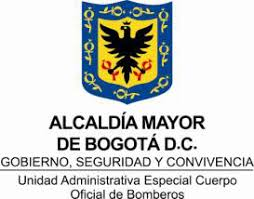 ALCALDÍA MAYOR
DE BOGOTÁ D.C.
GOBIERNO, SEGURIDAD Y CONVIVENCIA
Unidad Administrativa Especial Cuerpo
Oficial de Bomberos